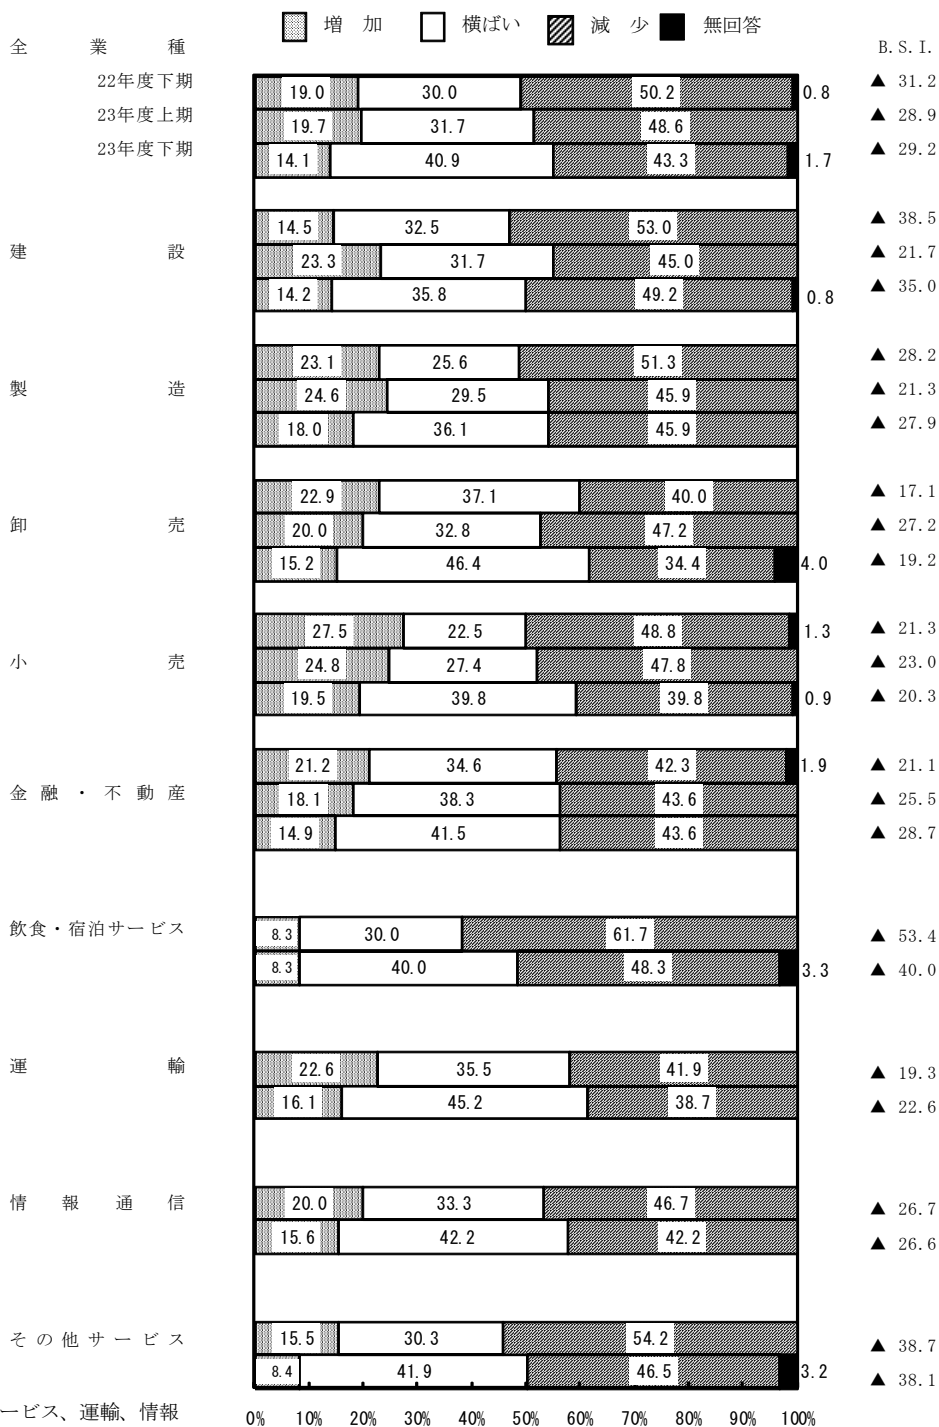 増 加 横ばい 減 少 無回答
全 業 種 B.S.I.
22年度下期 19.0 30.0 50.2 0.8 ▲ 31.2
23年度上期 19.7 31.7 48.6 ▲ 28.9
23年度下期 14.1 40.9 43.3 1.7 ▲ 29.2
14.5 32.5 53.0 ▲ 38.5
建 設 23.3 31.7 45.0 ▲ 21.7
14.2 35.8 49.2 0.8 ▲ 35.0
23.1 25.6 51.3 ▲ 28.2
製 造 24.6 29.5 45.9 ▲ 21.3
18.0 36.1 45.9 ▲ 27.9
22.9 37.1 40.0 ▲ 17.1
卸 売 20.0 32.8 47.2 ▲ 27.2
15.2 46.4 34.4 4.0 ▲ 19.2
27.5 22.5 48.8 1.3 ▲ 21.3
小 売 24.8 27.4 47.8 ▲ 23.0
19.5 39.8 39.8 0.9 ▲ 20.3
21.2 34.6 42.3 1.9 ▲ 21.1
金 融 ・ 不 動 産 18.1 38.3 43.6 ▲ 25.5
14.9 41.5 43.6 ▲ 28.7
飲食・宿泊サービス 8.3 30.0 61.7 ▲ 53.4
8.3 40.0 48.3 3.3 ▲ 40.0
運 輸 22.6 35.5 41.9 ▲ 19.3
16.1 45.2 38.7 ▲ 22.6
情 報 通 信 20.0 33.3 46.7 ▲ 26.7
15.6 42.2 42.2 ▲ 26.6
そ の 他 サ ー ビ ス 15.5 30.3 54.2 ▲ 38.7
8.4 41.9 46.5 3.2 ▲ 38.1
ービス、運輸、情報 0% 10% 20% 30% 40% 50% 60% 70% 80% 90% 100%